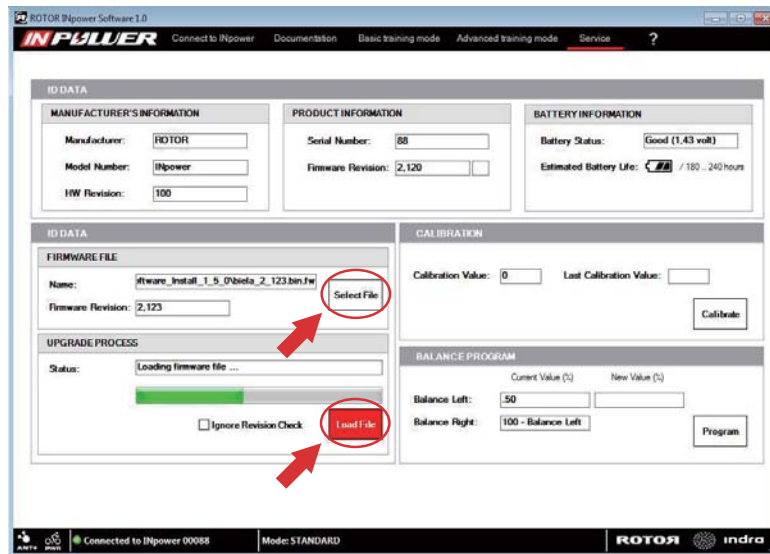 ROTOR INpower Software 1.0
INPOWER Connect to INpower Documentation Basic training mode Advanced training mode Service ?
ID DATA
MANUFACTURER'S INFORMATION
Manufacturer: ROTOR
Model Number: INpower
HW Revision: 100
PRODUCT INFORMATION
Serial Number: 88
Firmware Revision: 2,120
BATTERY INFORMATION
Battery Status: Good (1,43 volt)
Estimated Battery Life: / 180 .. 240 hours
ID DATA
FIRMWARE FILE
Name: iftware_Install_1_5_0\biela_2_123.bin.fw
Select File
Firmware Revision: 2,123
UPGRADE PROCESS
Status: Loading firmware file ...
Ignore Revision Check
Load File
CALIBRATION
Calibration Value: 0 Last Calibration Value:
Calibrate
BALANCE PROGRAM
Current Value (%) New Value (%)
Balance Left: .50
Balance Right: 100 - Balance Left
Program
ANT+ Connected to INpower 00088 Mode: STANDARD ROTOR indra